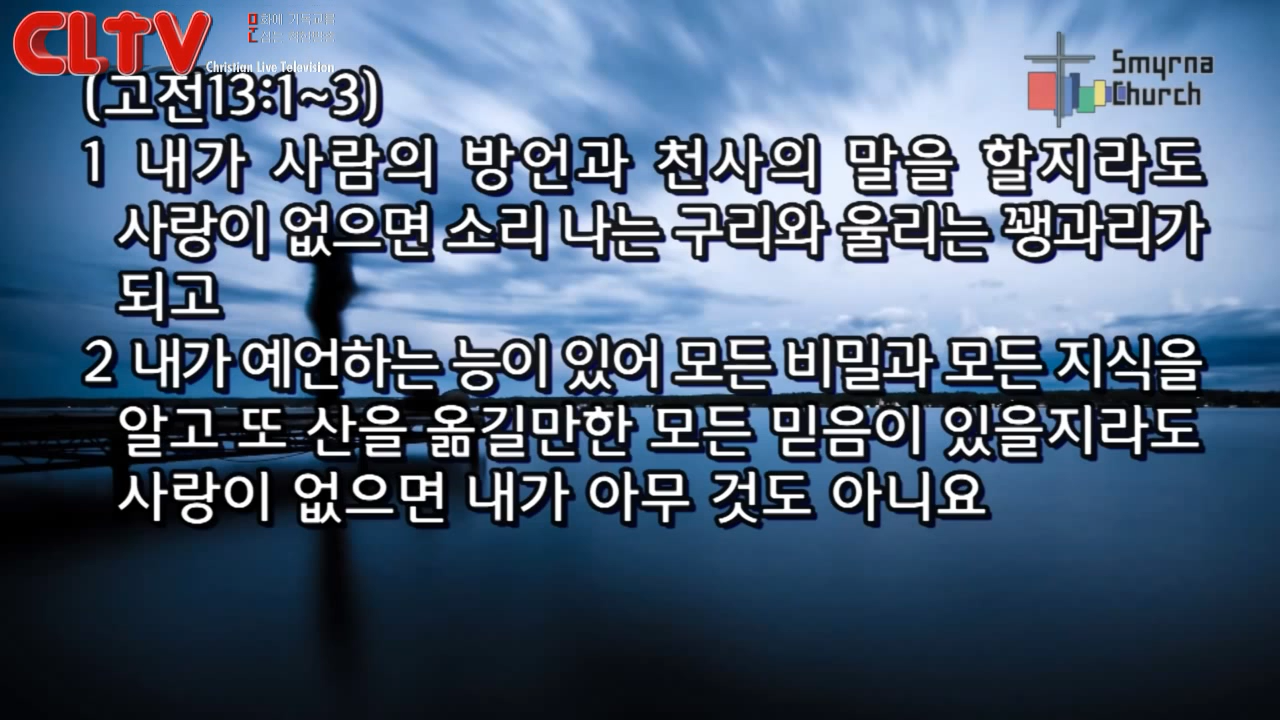 CLTV
Christian Live Television
Smyrna
Church
(고전13:1~3)
1 내가 사람의 방언과 천사의 말을 할지라도
사랑이 없으면 소리 나는 구리와 울리는 꽹과리가
되고
2 내가 예언하는 능이 있어 모든 비밀과 모든 지식을
알고 또 산을 옮길만한 모든 믿음이 있을지라도
사랑이 없으면 내가 아무 것도 아니요